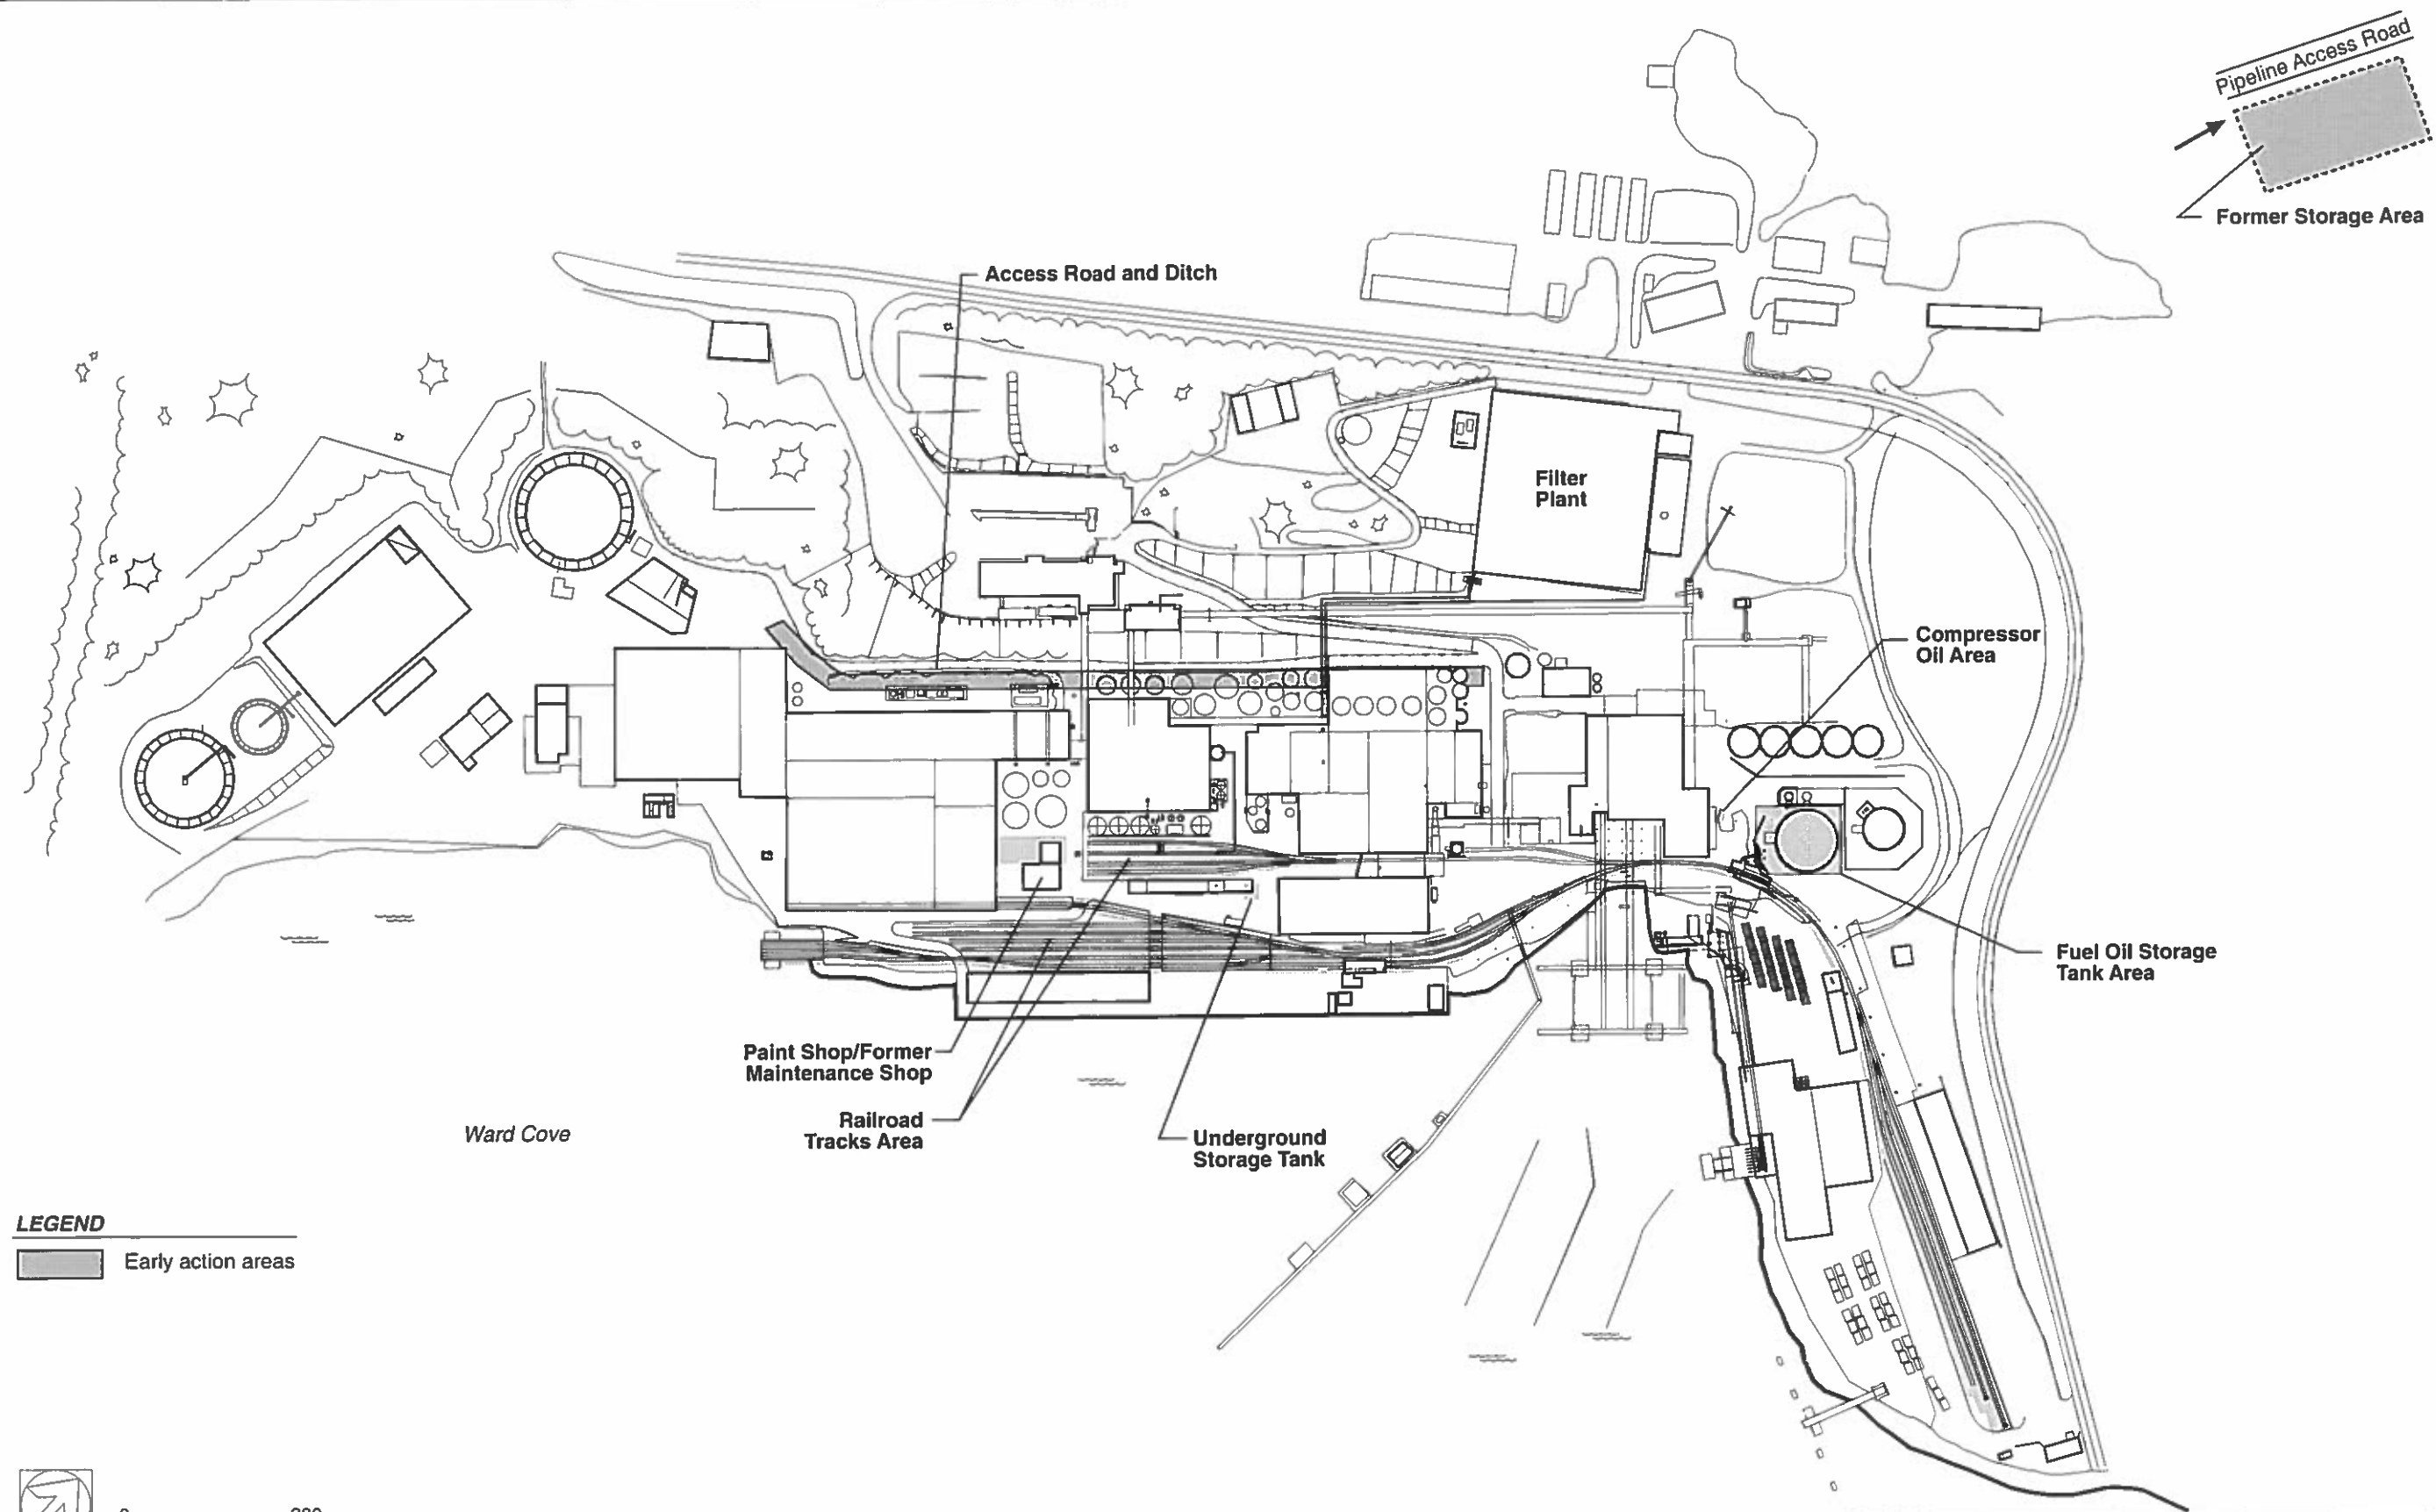 Pipeline Access Road
Former Storage Area
Access Road and Ditch
Filter
Plant
Compressor
Oil Area
Fuel Oil Storage
Tank Area
Paint Shop/Former
Maintenance Shop
Railroad
Tracks Area
Underground
Storage Tank
Ward Cove
LEGEND
Early action areas